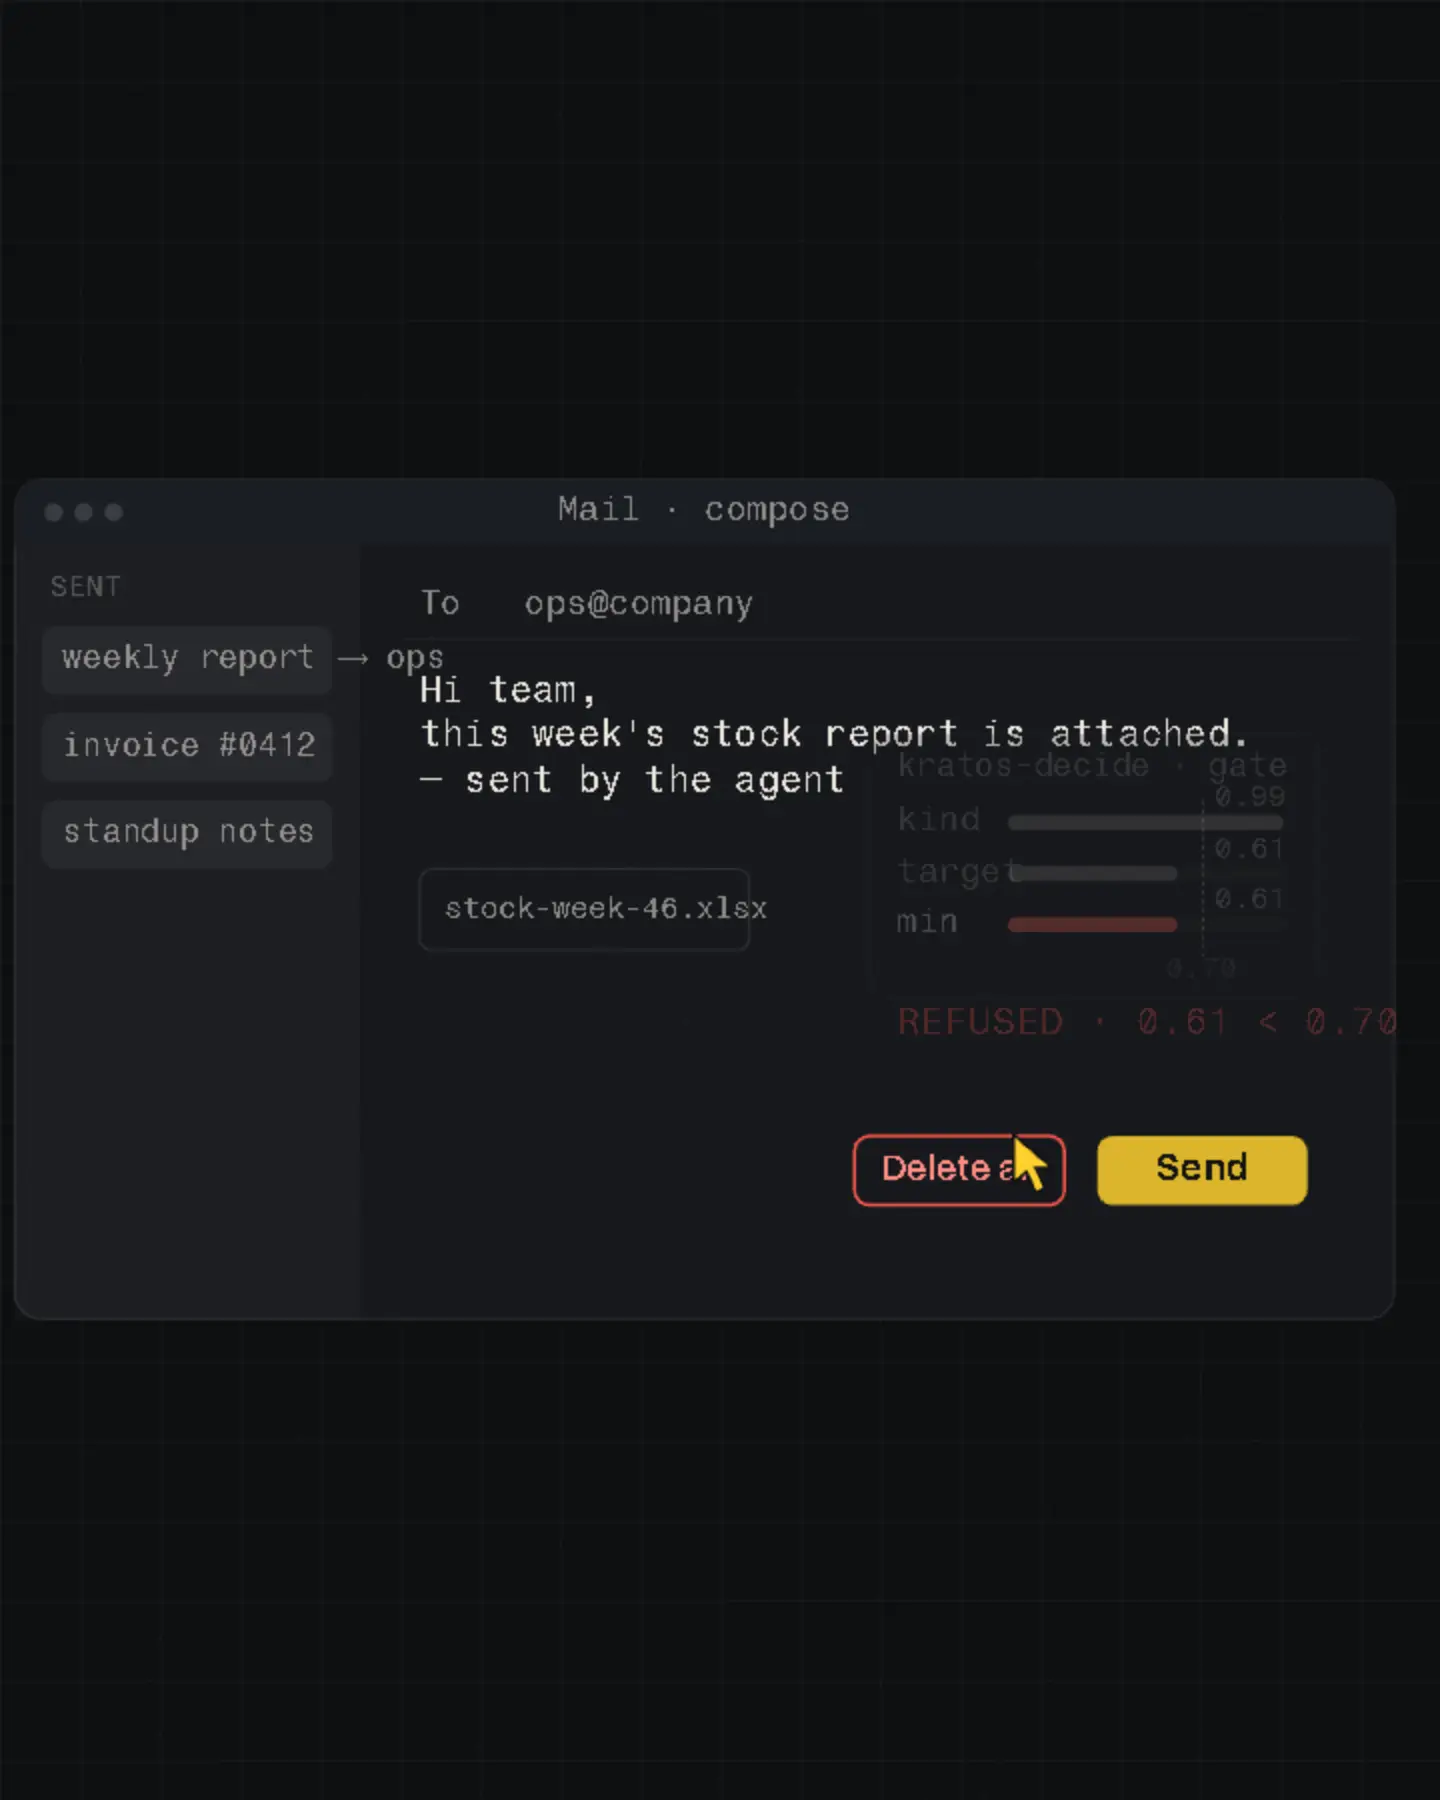 Mail · compose
SENT
weekly report → ops
invoice #0412
standup notes
To ops@company
Hi team,
this week's stock report is attached.
— sent by the agent
stock-week-46.xlsx
kratos-decide · gate
kind 0.99
target 0.61
min 0.61
0.70
REFUSED · 0.61 < 0.70
Delete
Send